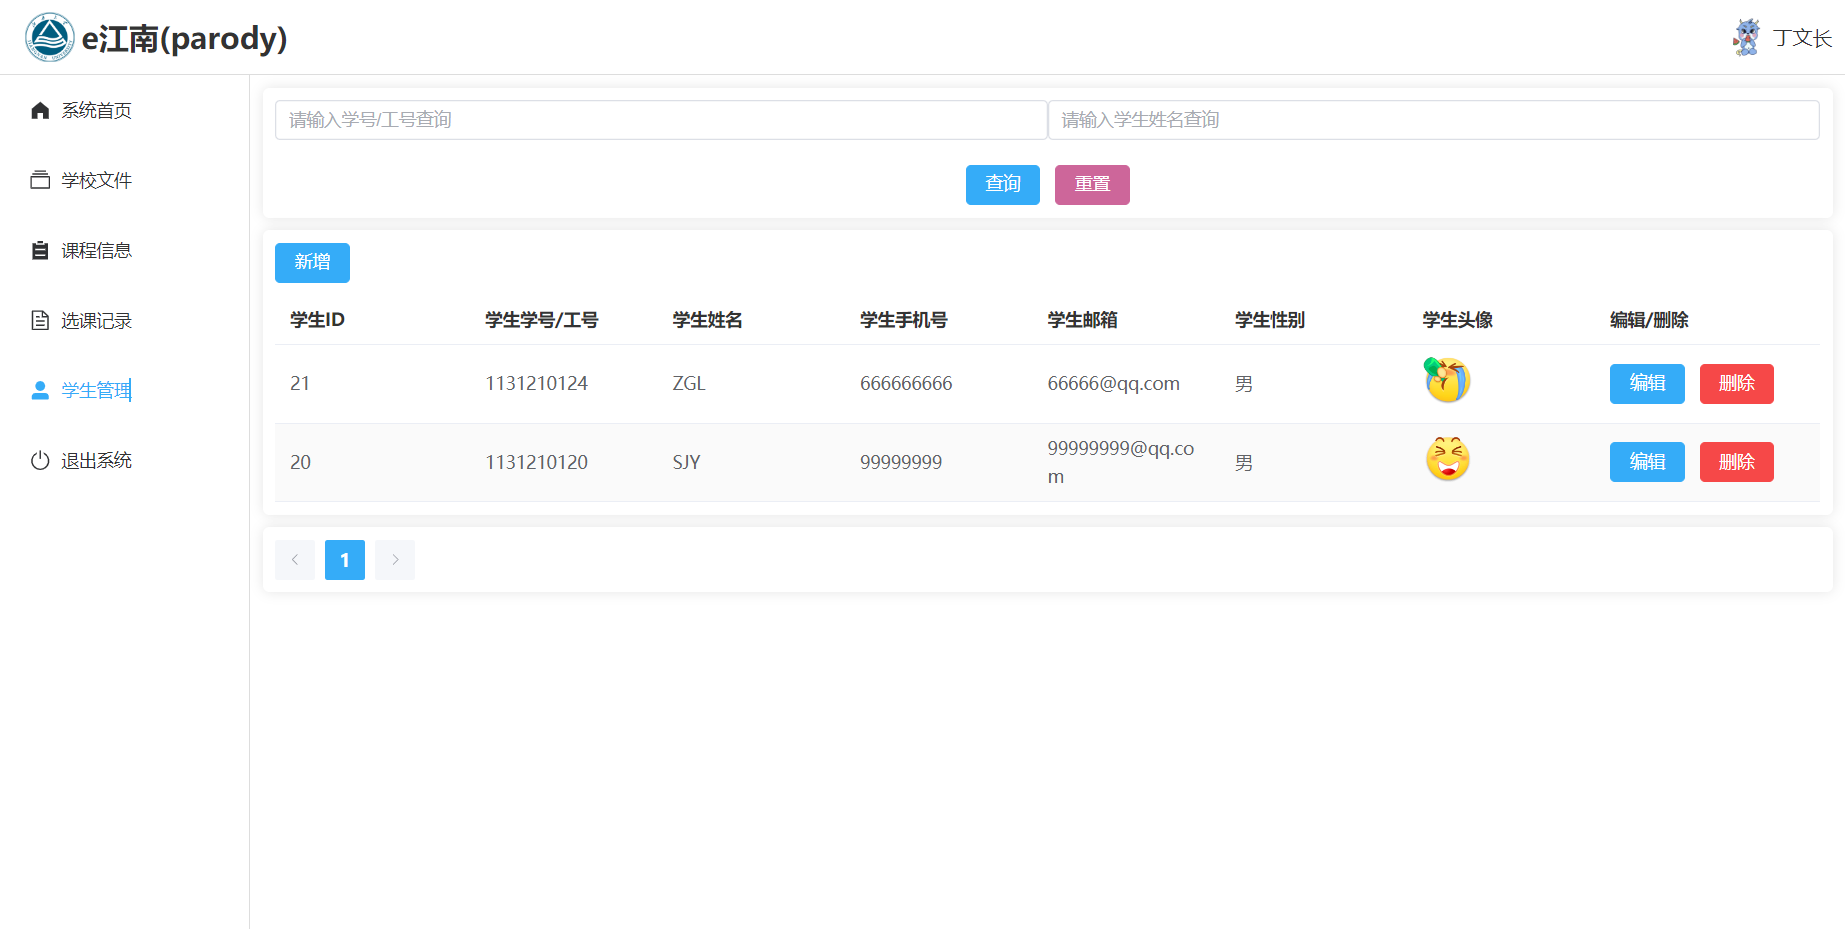 e江南(parody)
丁文长
系统首页
学校文件
课程信息
选课记录
学生管理
退出系统
请输入学号/工号查询 请输入学生姓名查询
查询 重置
新增
学生ID 学生学号/工号 学生姓名 学生手机号 学生邮箱 学生性别 学生头像 编辑/删除
21 1131210124 ZGL 666666666 66666@qq.com 男 编辑 删除
20 1131210120 SJY 99999999 99999999@qq.co 男 编辑 删除
m
1